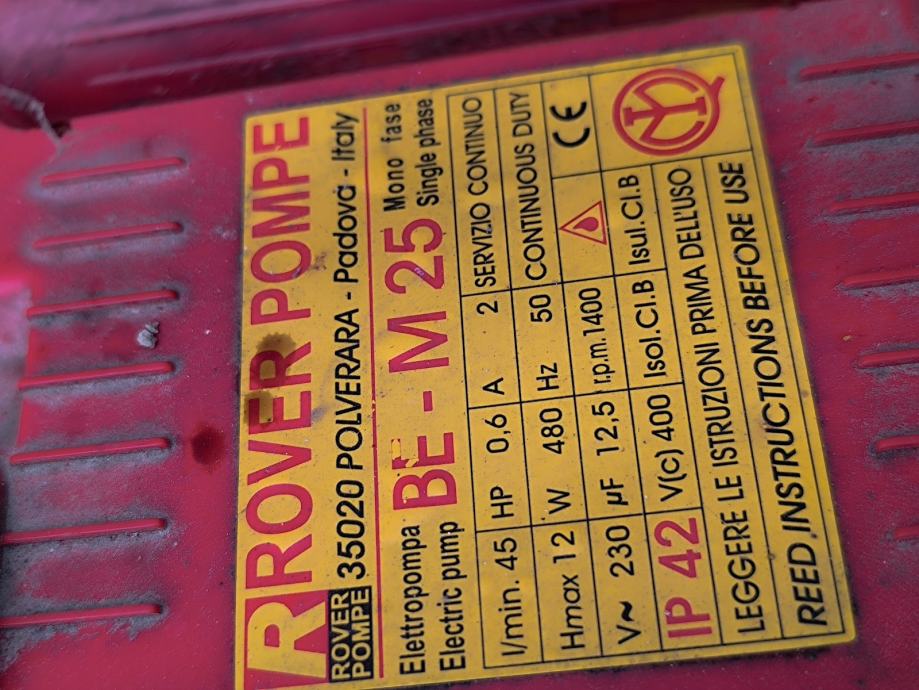 ROVER POMPE
ROVER POMPE 35020 POLVERARA - Padova - Italy
Elettropompa Electric pump BE - M 25 Mono fase Single phase
l/min. 45 HP 0,6 A 2 SERVIZIO CONTINUO
Hmax 12 W 480 Hz 50 CONTINUOUS DUTY
V~ 230 µF 12,5 r.p.m. 1400 CE
IP 42 V(c) 400 Isol.Cl.B Isul.Cl.B
LEGGERE LE ISTRUZIONI PRIMA DELL'USO
REED INSTRUCTIONS BEFORE USE